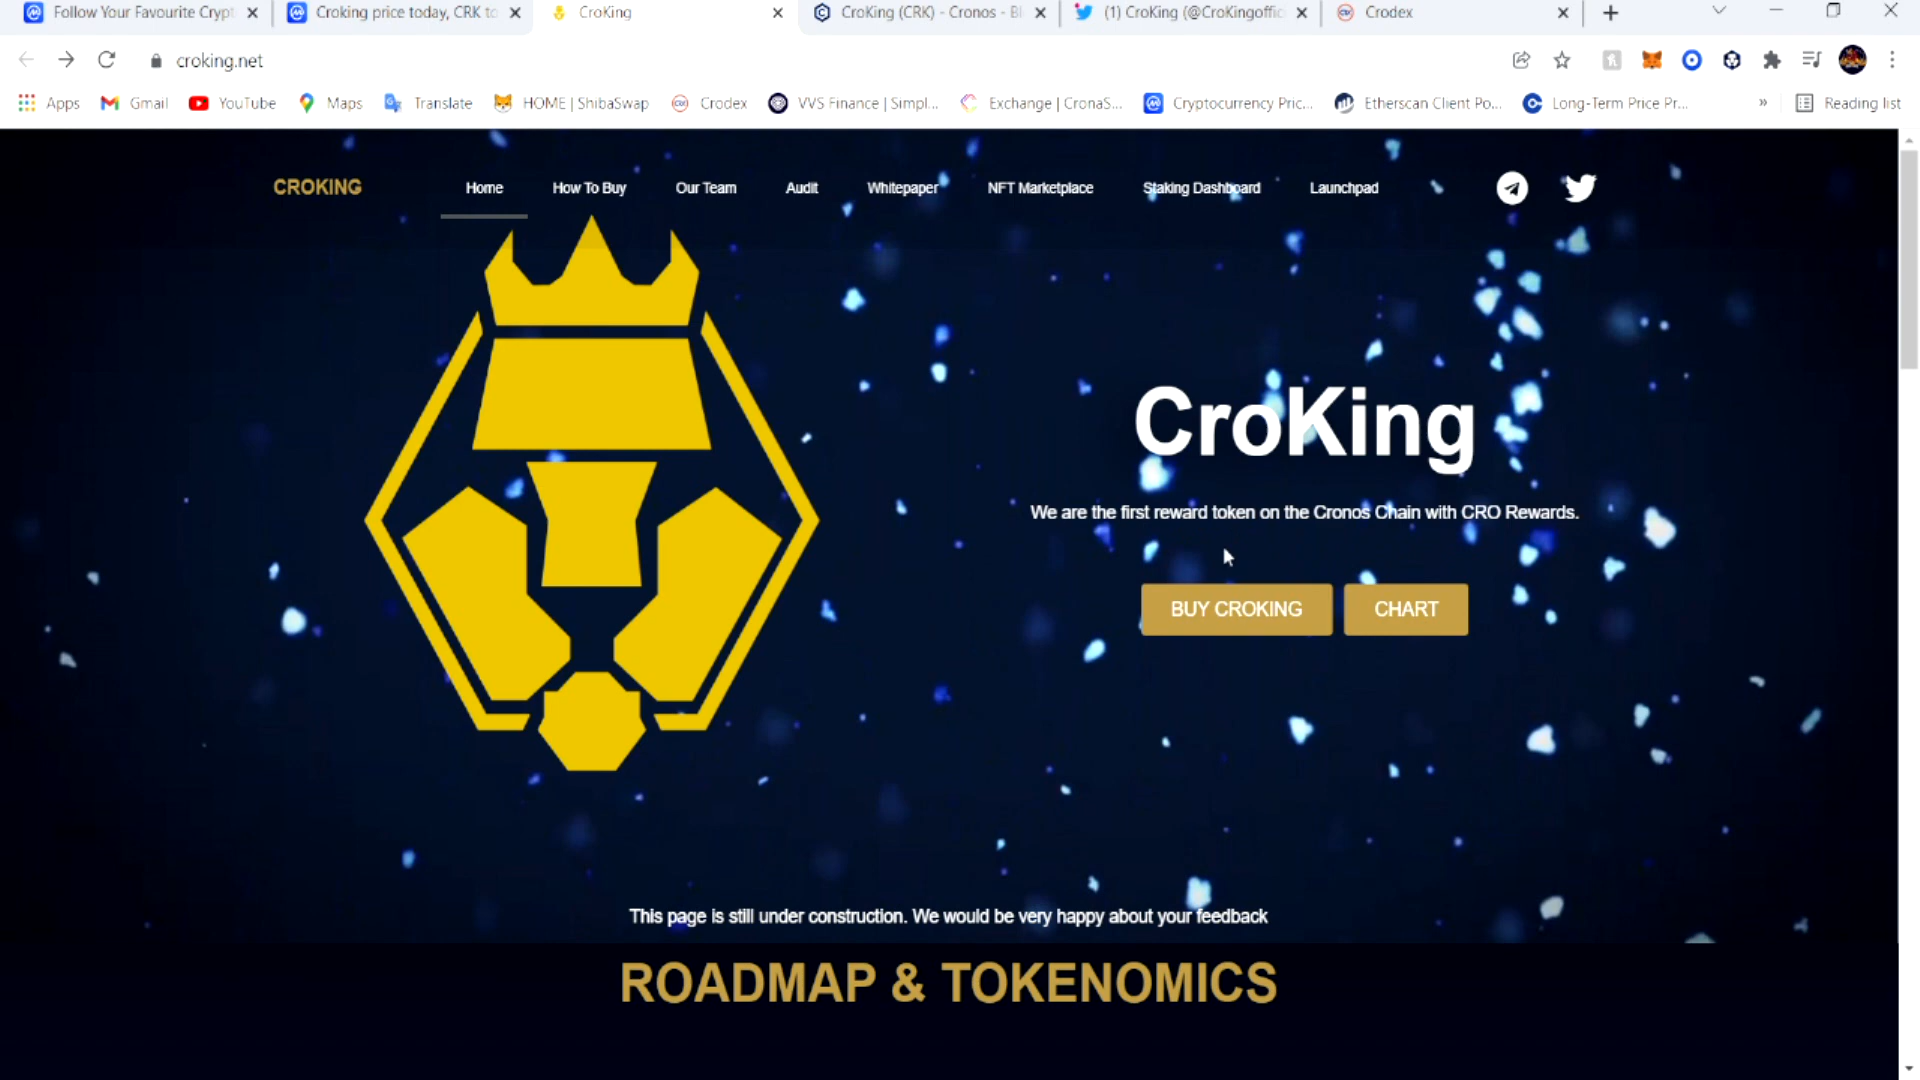 Follow Your Favourite Crypt
Croking price today, CRK to
CroKing
CroKing (CRK) - Cronos - Bl
(1) CroKing (@CroKingoffic
Crodex
croking.net
Apps
Gmail
YouTube
Maps
Translate
HOME | ShibaSwap
Crodex
VVS Finance | Simpl...
Exchange | CronaS...
Cryptocurrency Pric...
Etherscan Client Po...
Long-Term Price Pr...
»
Reading list
CROKING
Home
How To Buy
Our Team
Audit
Whitepaper
NFT Marketplace
Staking Dashboard
Launchpad
CroKing
We are the first reward token on the Cronos Chain with CRO Rewards.
BUY CROKING
CHART
This page is still under construction. We would be very happy about your feedback
ROADMAP & TOKENOMICS